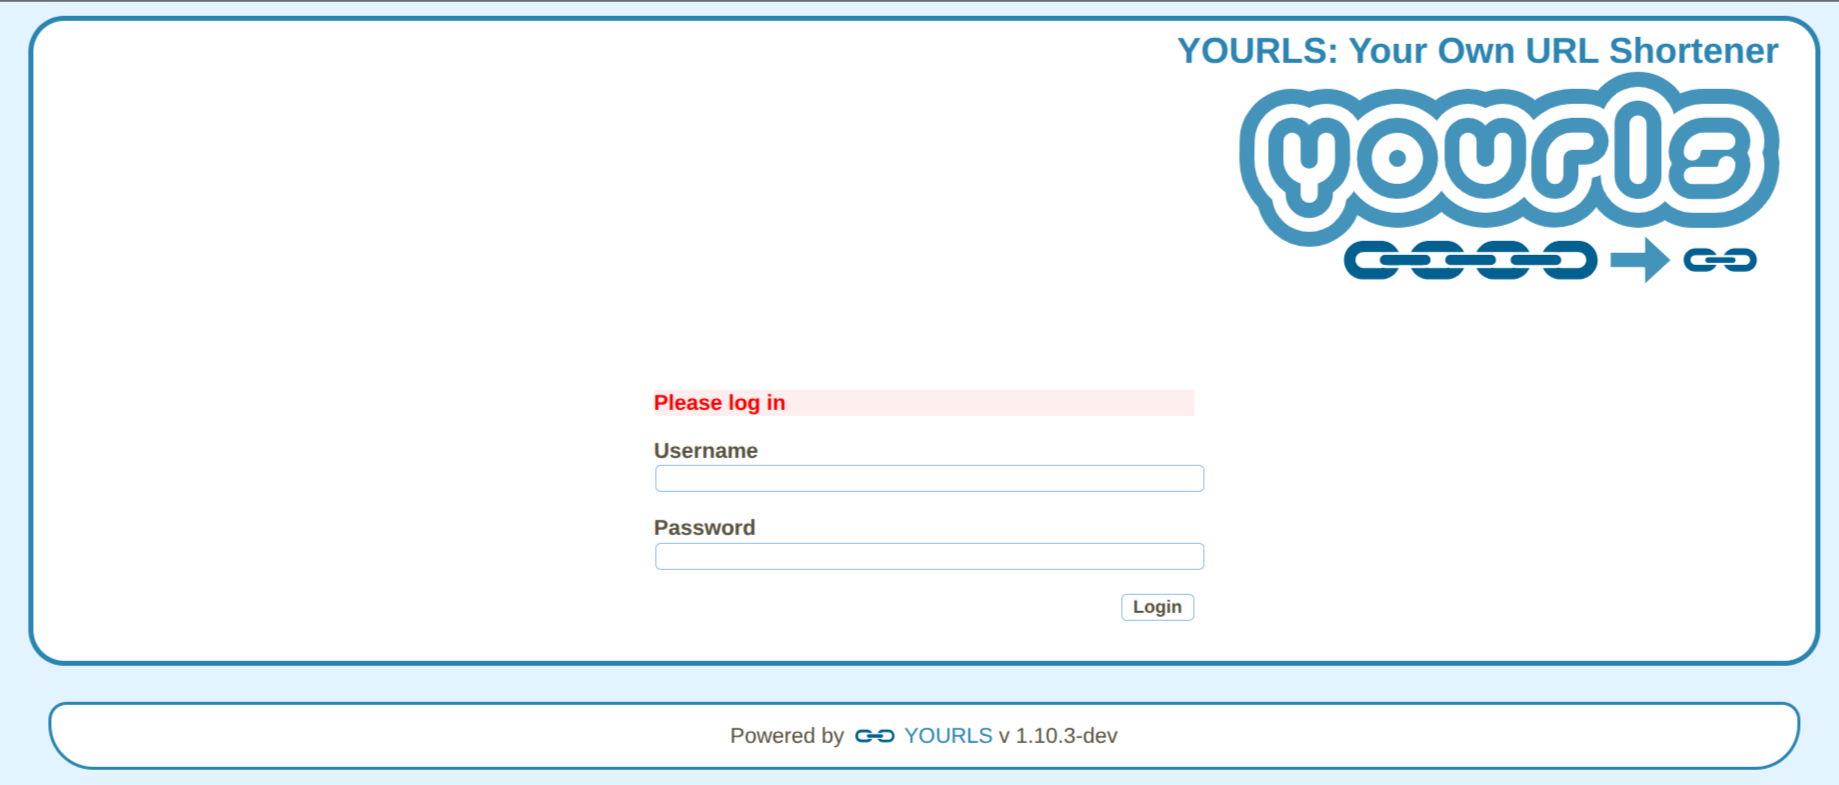 YOURLS: Your Own URL Shortener
yourls
Please log in
Username
Password
Login
Powered by YOURLS v 1.10.3-dev